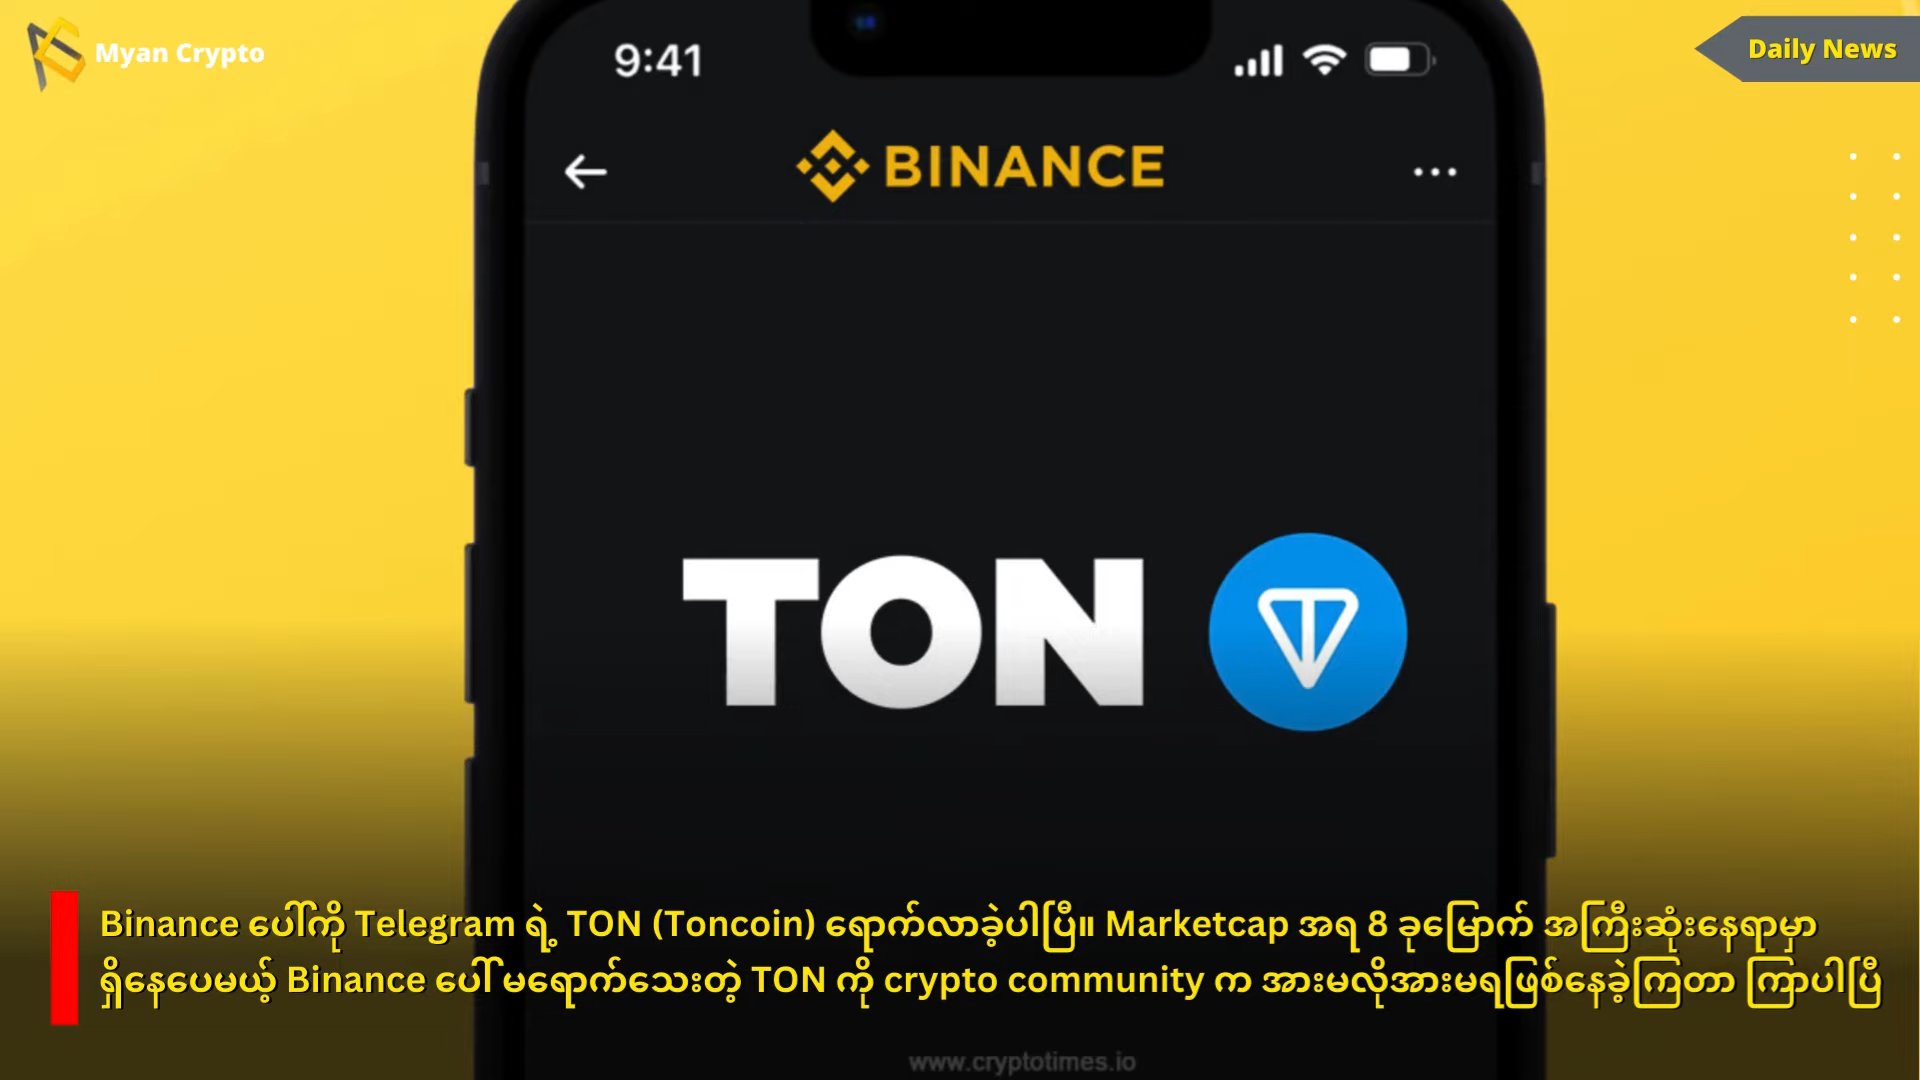 Myan Crypto
Daily News
9:41
BINANCE
TON
Binance ပေါ်ကို Telegram ရဲ့ TON (Toncoin) ရောက်လာခဲ့ပါပြီ။ Marketcap အရ 8 ခုမြောက် အကြီးဆုံးနေရာမှာ
ရှိနေပေမယ့် Binance ပေါ် မရောက်သေးတဲ့ TON ကို crypto community က အားမလိုအားမရဖြစ်နေခဲ့ကြတာ ကြာပါပြီ
www.cryptotimes.io